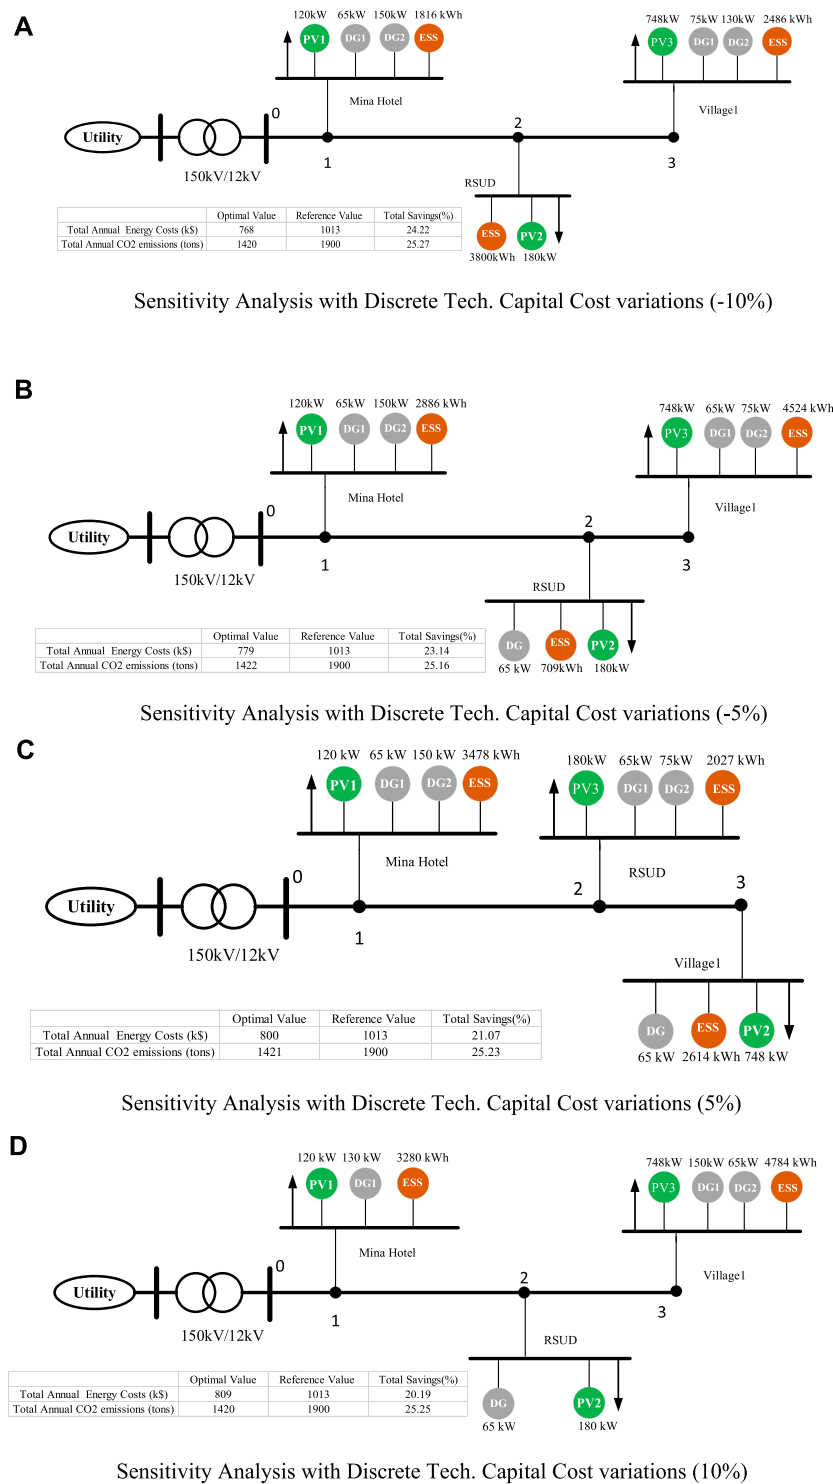 A
120kW 65kW 150kW 1816 kWh
PV1 DG1 DG2 ESS
748kW 75kW 130kW 2486 kWh
PV3 DG1 DG2 ESS
Mina Hotel
Village1
0
Utility
150kV/12kV
1
2
3
RSUD
ESS PV2
3800kWh 180kW
Optimal Value Reference Value Total Savings(%)
Total Annual Energy Costs (k$) 768 1013 24.22
Total Annual CO2 emissions (tons) 1420 1900 25.27
Sensitivity Analysis with Discrete Tech. Capital Cost variations (-10%)
B
120kW 65kW 150kW 2886 kWh
PV1 DG1 DG2 ESS
748kW 65kW 75kW 4524 kWh
PV3 DG1 DG2 ESS
Mina Hotel
Village1
0
Utility
150kV/12kV
1
2
3
RSUD
DG ESS PV2
65 kW 709kWh 180kW
Optimal Value Reference Value Total Savings(%)
Total Annual Energy Costs (k$) 779 1013 23.14
Total Annual CO2 emissions (tons) 1422 1900 25.16
Sensitivity Analysis with Discrete Tech. Capital Cost variations (-5%)
C
120 kW 65 kW 150 kW 3478 kWh
PV1 DG1 DG2 ESS
180kW 65kW 75kW 2027 kWh
PV3 DG1 DG2 ESS
Mina Hotel
RSUD
0
Utility
150kV/12kV
1
2
3
Village1
DG ESS PV2
65 kW 2614 kWh 748 kW
Optimal Value Reference Value Total Savings(%)
Total Annual Energy Costs (k$) 800 1013 21.07
Total Annual CO2 emissions (tons) 1421 1900 25.23
Sensitivity Analysis with Discrete Tech. Capital Cost variations (5%)
D
120 kW 130 kW 3280 kWh
PV1 DG1 ESS
748kW 150kW 65kW 4784 kWh
PV3 DG1 DG2 ESS
Mina Hotel
Village1
0
Utility
150kV/12kV
1
2
3
RSUD
DG PV2
65 kW 180 kW
Optimal Value Reference Value Total Savings(%)
Total Annual Energy Costs (k$) 809 1013 20.19
Total Annual CO2 emissions (tons) 1420 1900 25.25
Sensitivity Analysis with Discrete Tech. Capital Cost variations (10%)